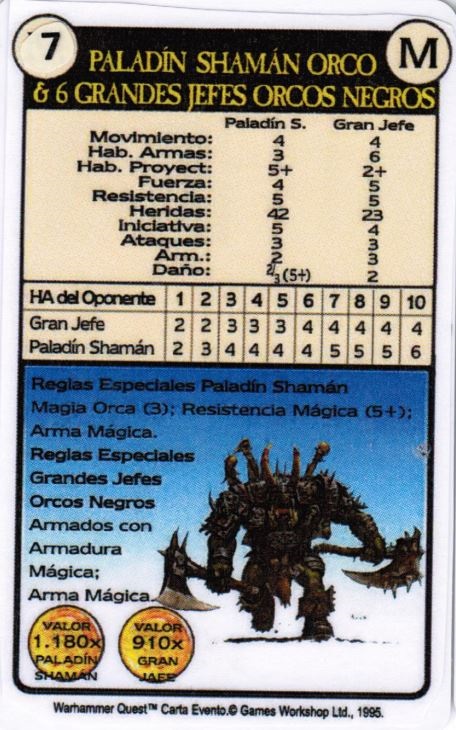 7
M
PALADÍN SHAMÁN ORCO
& 6 GRANDES JEFES ORCOS NEGROS
Paladín S. Gran Jefe
Movimiento: 4 4
Hab. Armas: 3 6
Hab. Proyect: 5+ 2+
Fuerza: 4 5
Resistencia: 5 5
Heridas: 42 23
Iniciativa: 5 4
Ataques: 3 3
Arm.: 2 3
Daño: 2/3 (5+) 2
HA del Oponente 1 2 3 4 5 6 7 8 9 10
Gran Jefe 2 2 3 3 3 4 4 4 4 4
Paladín Shamán 2 3 4 4 4 4 5 5 5 6
Reglas Especiales Paladín Shamán
Magia Orca (3); Resistencia Mágica (5+);
Arma Mágica.
Reglas Especiales
Grandes Jefes
Orcos Negros
Armados con
Armadura
Mágica;
Arma Mágica.
VALOR
1.180x
PALADÍN
SHAMÁN
VALOR
910x
GRAN
JAFE
Warhammer Quest™ Carta Evento.© Games Workshop Ltd., 1995.